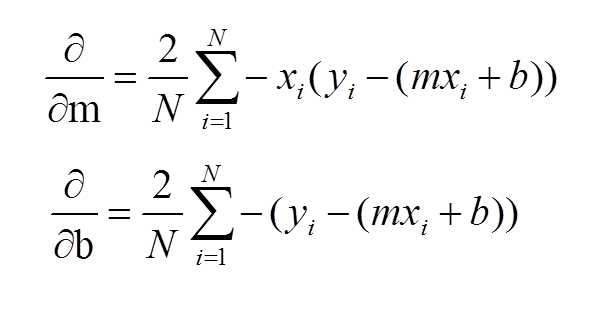 ∂/∂m = 2/N ∑_{i=1}^{N} − x_i(y_i − (mx_i + b))
∂/∂b = 2/N ∑_{i=1}^{N} −(y_i − (mx_i + b))